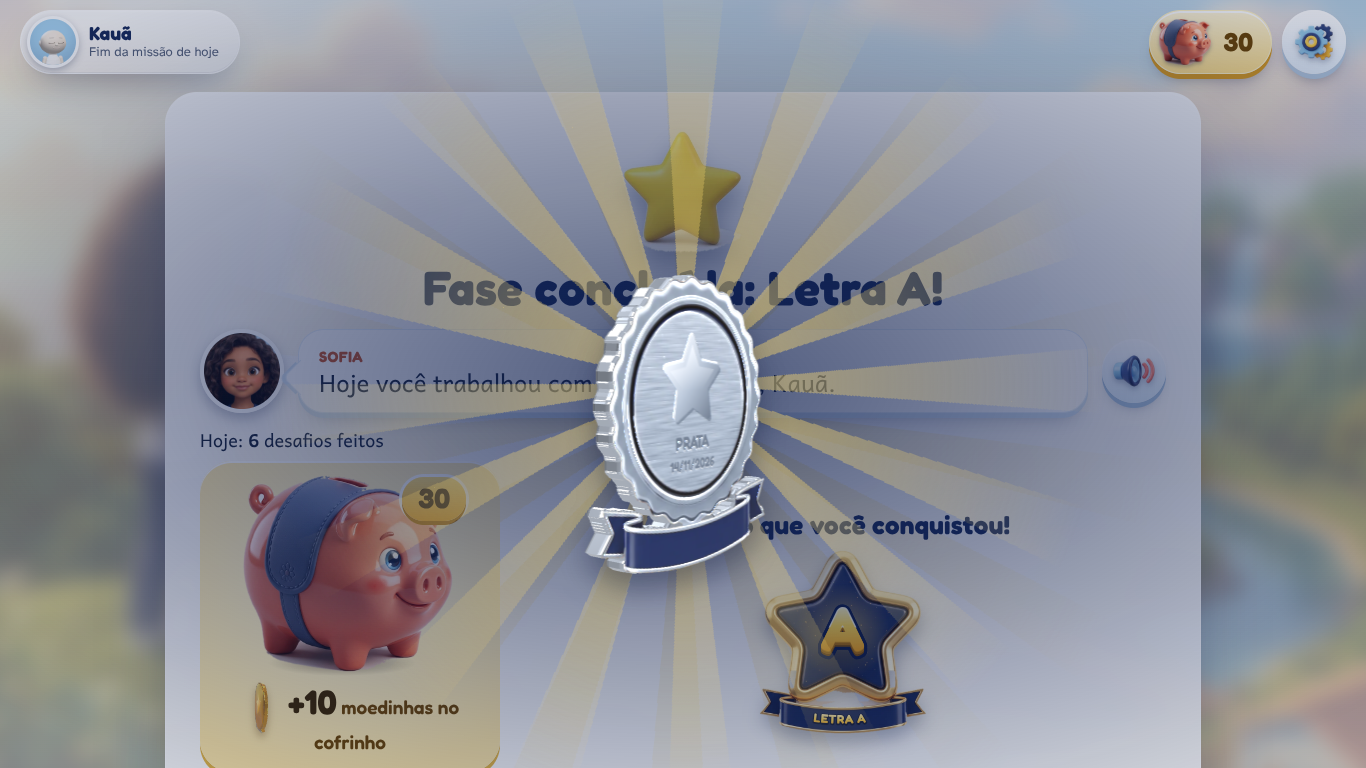 Kauã
Fim da missão de hoje
30
Fase conc a: Letra A!
SOFIA
Hoje você trabalhou com , Kauã.
Hoje: 6 desafios feitos
PRATA
30
que você conquistou!
A
LETRA A
+10 moedinhas no
cofrinho